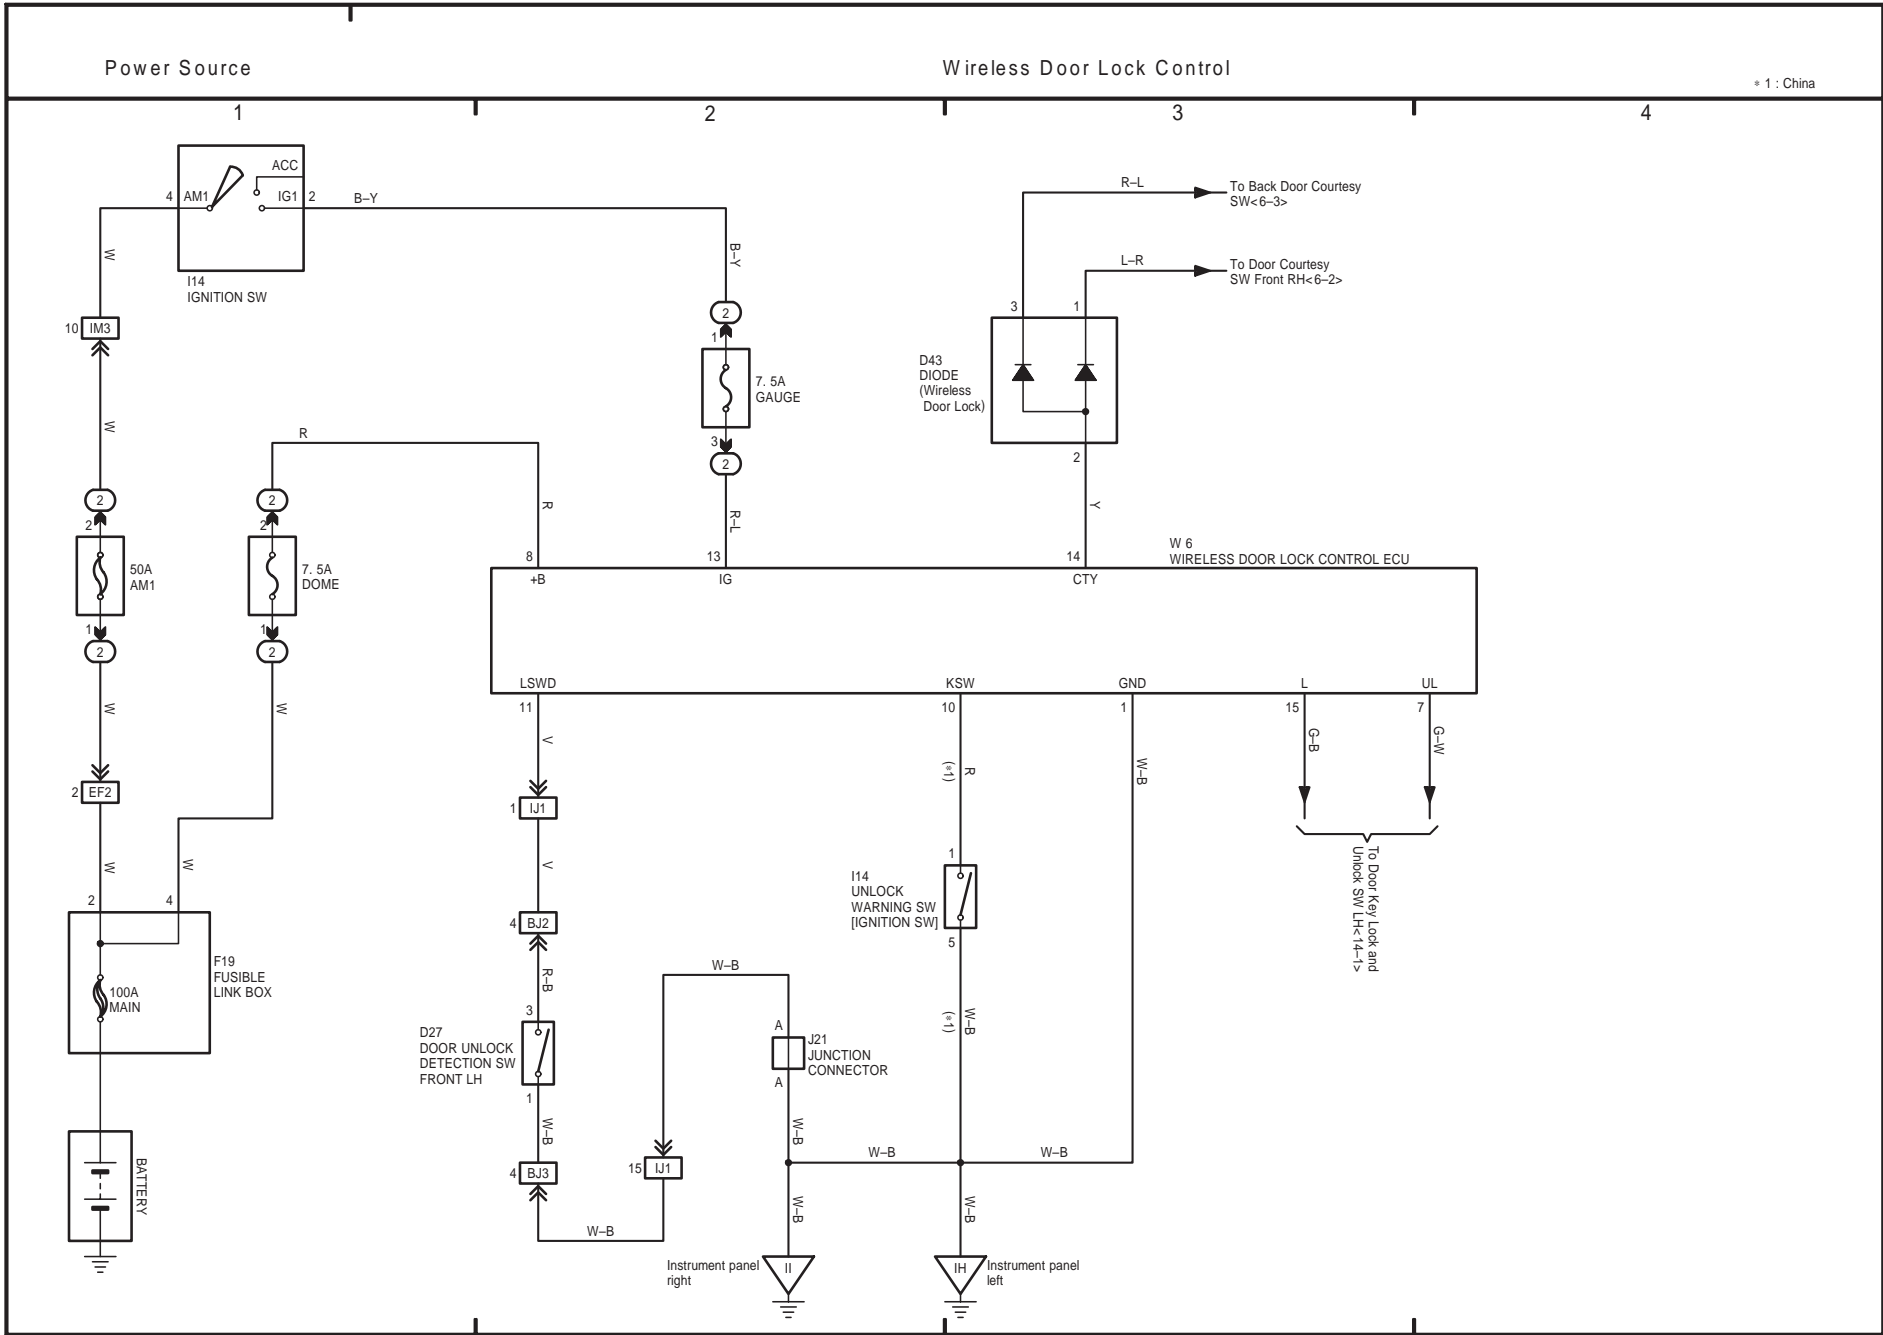 Power Source
Wireless Door Lock Control
* 1 : China
1
2
3
4
ACC
4
AM1
IG1
2
B–Y
I14
IGNITION SW
W
10
IM3
W
B–Y
2
1
7. 5A
GAUGE
3
2
R–L
R–L
To Back Door Courtesy
SW<6–3>
L–R
To Door Courtesy
SW Front RH<6–2>
3
1
D43
DIODE
(Wireless
Door Lock)
2
Y
R
R
2
2
50A
AM1
1
2
2
2
7. 5A
DOME
1
2
W
W
2
EF2
W
W
2
4
F19
FUSIBLE
LINK BOX
100A
MAIN
BATTERY
8
13
14
W 6
WIRELESS DOOR LOCK CONTROL ECU
+B
IG
CTY
LSWD
KSW
GND
L
UL
11
10
1
15
7
V
1
IJ1
V
4
BJ2
R–B
3
D27
DOOR UNLOCK
DETECTION SW
FRONT LH
1
W–B
4
BJ3
W–B
15
IJ1
W–B
A
J21
JUNCTION
CONNECTOR
A
W–B
W–B
W–B
R
(*1)
1
I14
UNLOCK
WARNING SW
[IGNITION SW]
5
W–B
(*1)
W–B
G–B
G–W
To Door Key Lock and
Unlock SW LH<14–1>
W–B
W–B
Instrument panel
right
II
IH
Instrument panel
left